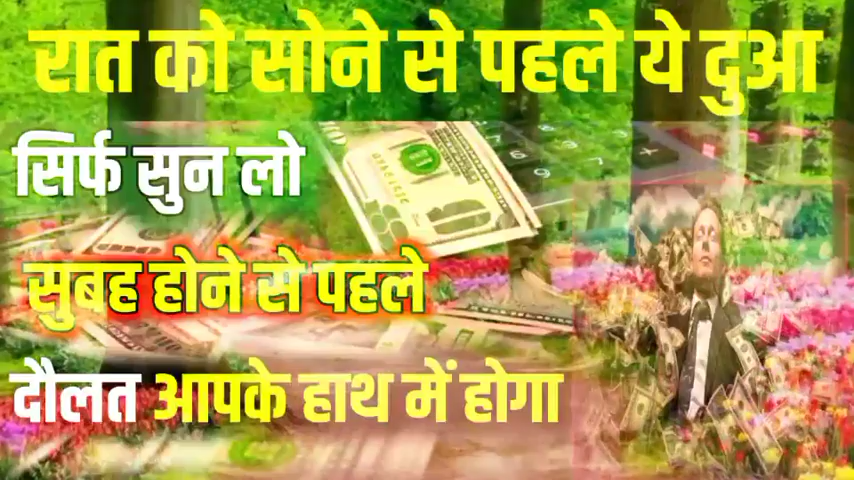 रात को सोने से पहले ये दुआ
सिर्फ सुन लो
सुबह होने से पहले
दौलत आपके हाथ में होगा